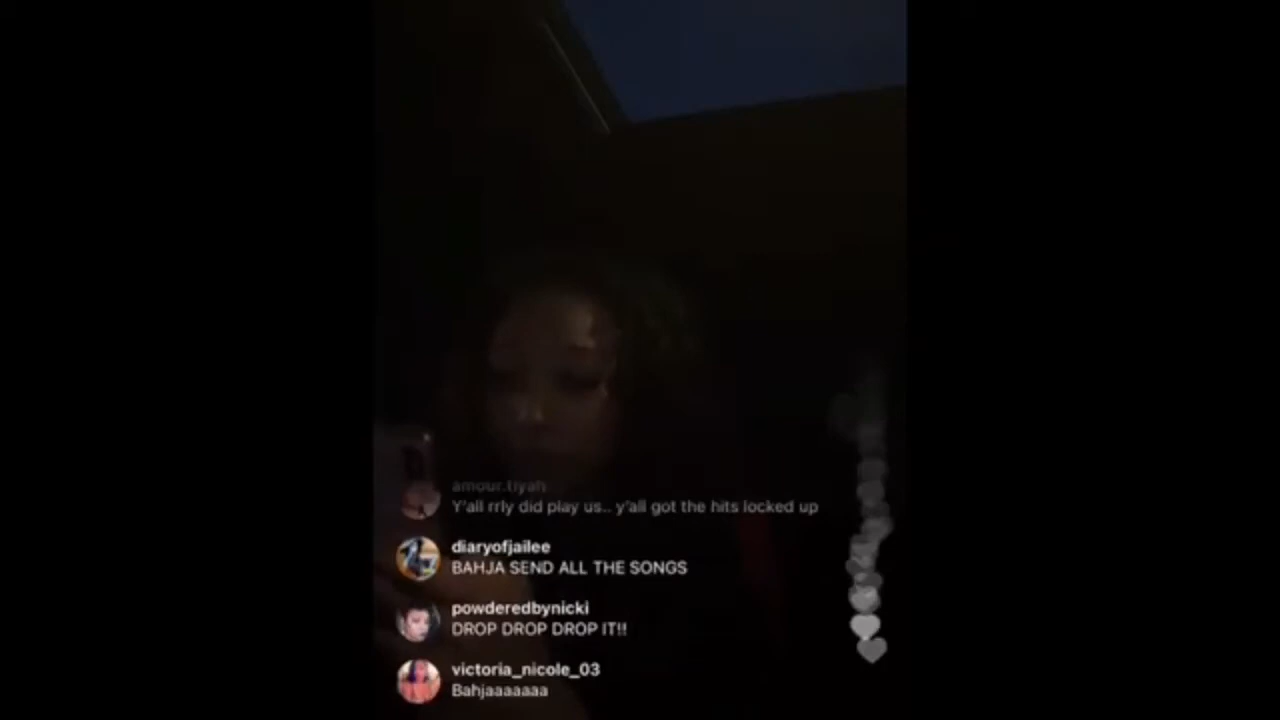 amour.tiyah
Y'all rrly did play us.. y'all got the hits locked up
diaryofjailee
BAHJA SEND ALL THE SONGS
powderedbynicki
DROP DROP DROP IT!!
victoria_nicole_03
Bahjaaaaaaa